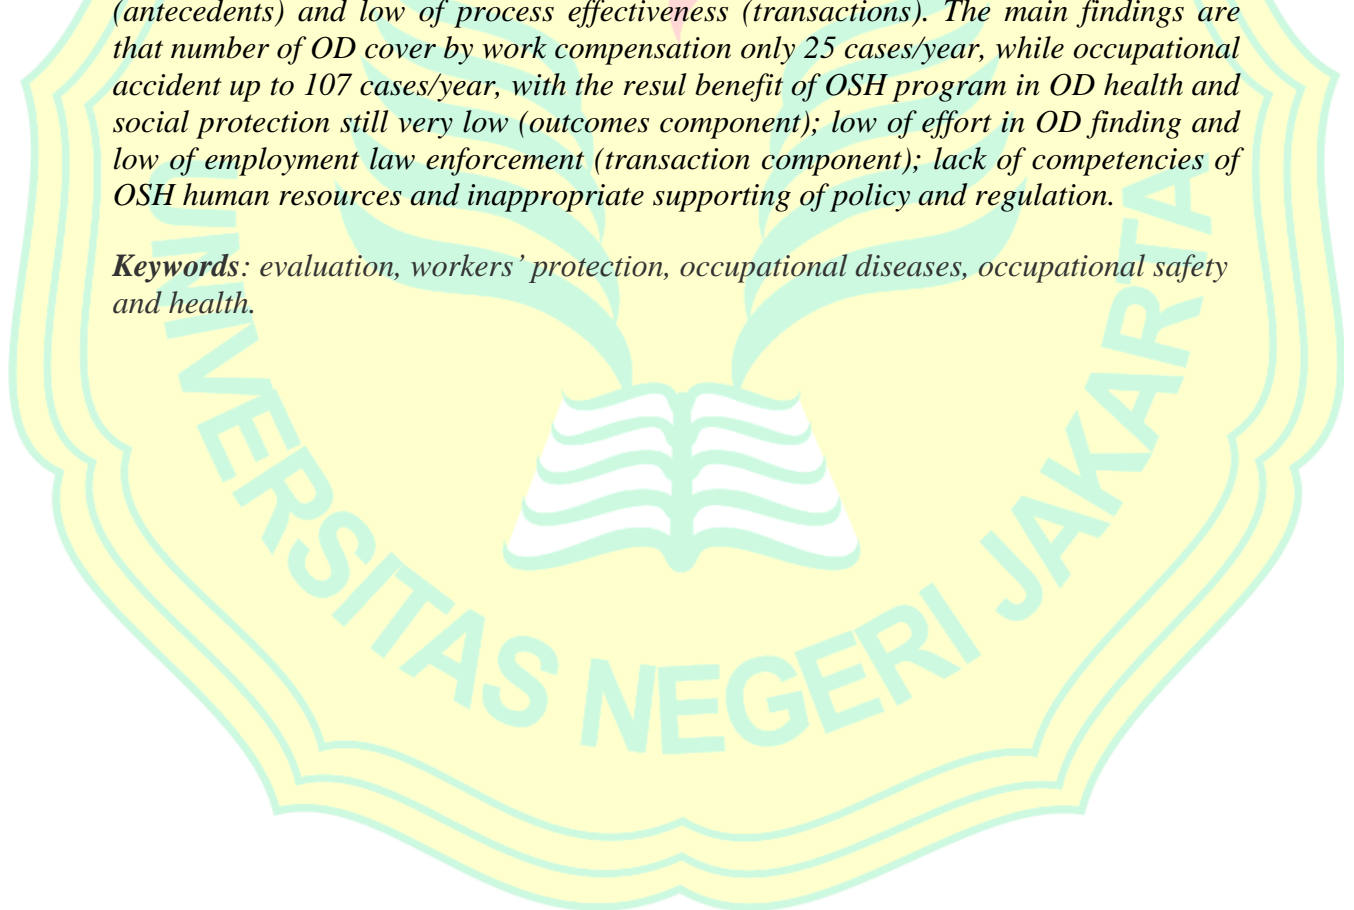 (antecedents) and low of process effectiveness (transactions). The main findings are
that number of OD cover by work compensation only 25 cases/year, while occupational
accident up to 107 cases/year, with the resul benefit of OSH program in OD health and
social protection still very low (outcomes component); low of effort in OD finding and
low of employment law enforcement (transaction component); lack of competencies of
OSH human resources and inappropriate supporting of policy and regulation.
Keywords: evaluation, workers’ protection, occupational diseases, occupational safety
and health.
UNIVERSITAS NEGERI JAKARTA